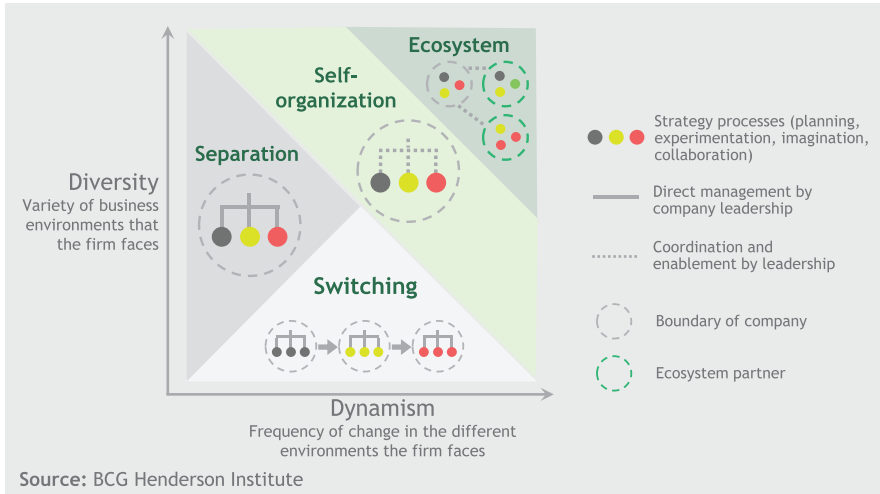 Ecosystem
Self-
organization
Separation
Switching
Diversity
Variety of business
environments that
the firm faces
Dynamism
Frequency of change in the different
environments the firm faces
Strategy processes (planning,
experimentation, imagination,
collaboration)
Direct management by
company leadership
Coordination and
enablement by leadership
Boundary of company
Ecosystem partner
Source: BCG Henderson Institute